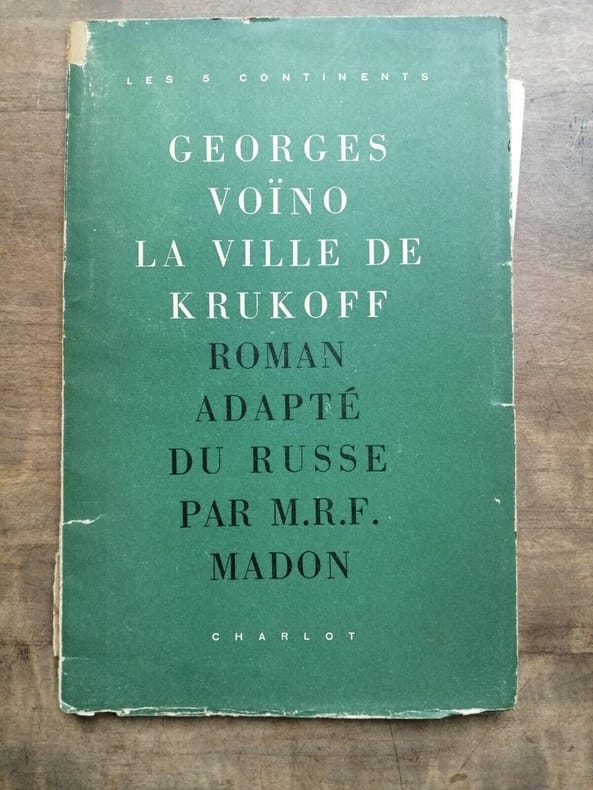 LES 5 CONTINENTS
GEORGES
VOÏNO
LA VILLE DE
KRUKOFF
ROMAN
ADAPTÉ
DU RUSSE
PAR M.R.F.
MADON
CHARLOT